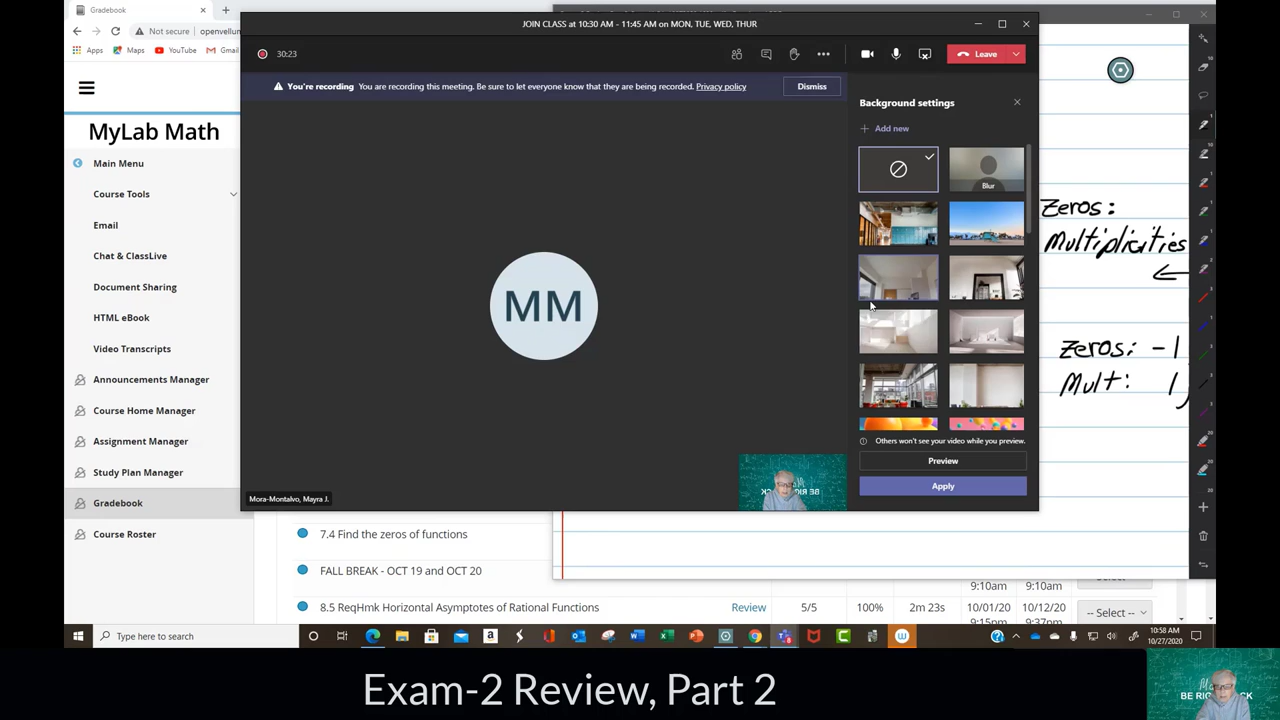 Gradebook
JOIN CLASS at 10:30 AM - 11:45 AM on MON, TUE, WED, THUR
Not secure
openvellum
Apps
Maps
YouTube
Gmail
30:23
Leave
You're recording You are recording this meeting. Be sure to let everyone know that they are being recorded. Privacy policy
Dismiss
Background settings
Add new
Blur
MyLab Math
Main Menu
Course Tools
Email
Chat & ClassLive
Document Sharing
HTML eBook
Video Transcripts
Announcements Manager
Course Home Manager
Assignment Manager
Study Plan Manager
Gradebook
Course Roster
MM
Mora-Montalvo, Mayra J.
Others won't see your video while you preview.
Preview
Apply
Zeros:
Multiplicities
Zeros: -1
Mult: 1,
7.4 Find the zeros of functions
FALL BREAK - OCT 19 and OCT 20
9:10am
9:10am
8.5 ReqHmk Horizontal Asymptotes of Rational Functions
Review
5/5
100%
2m 23s
10/01/20
9:15pm
10/12/20
9:37pm
-- Select --
Type here to search
10:58 AM
10/27/2020
Exam-2 Review, Part 2